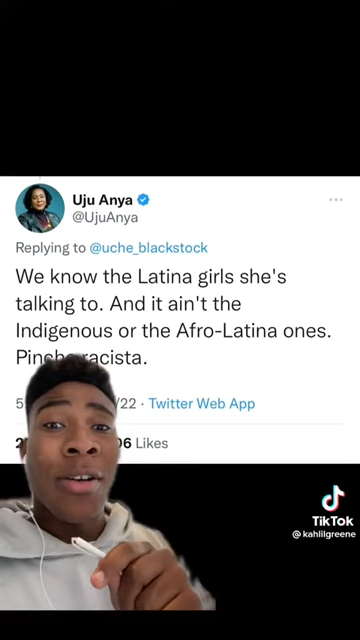 Uju Anya
@UjuAnya
Replying to @uche_blackstock
We know the Latina girls she's
talking to. And it ain't the
Indigenous or the Afro-Latina ones.
racista.
/22 · Twitter Web App
Likes
TikTok
@kahlilgreene